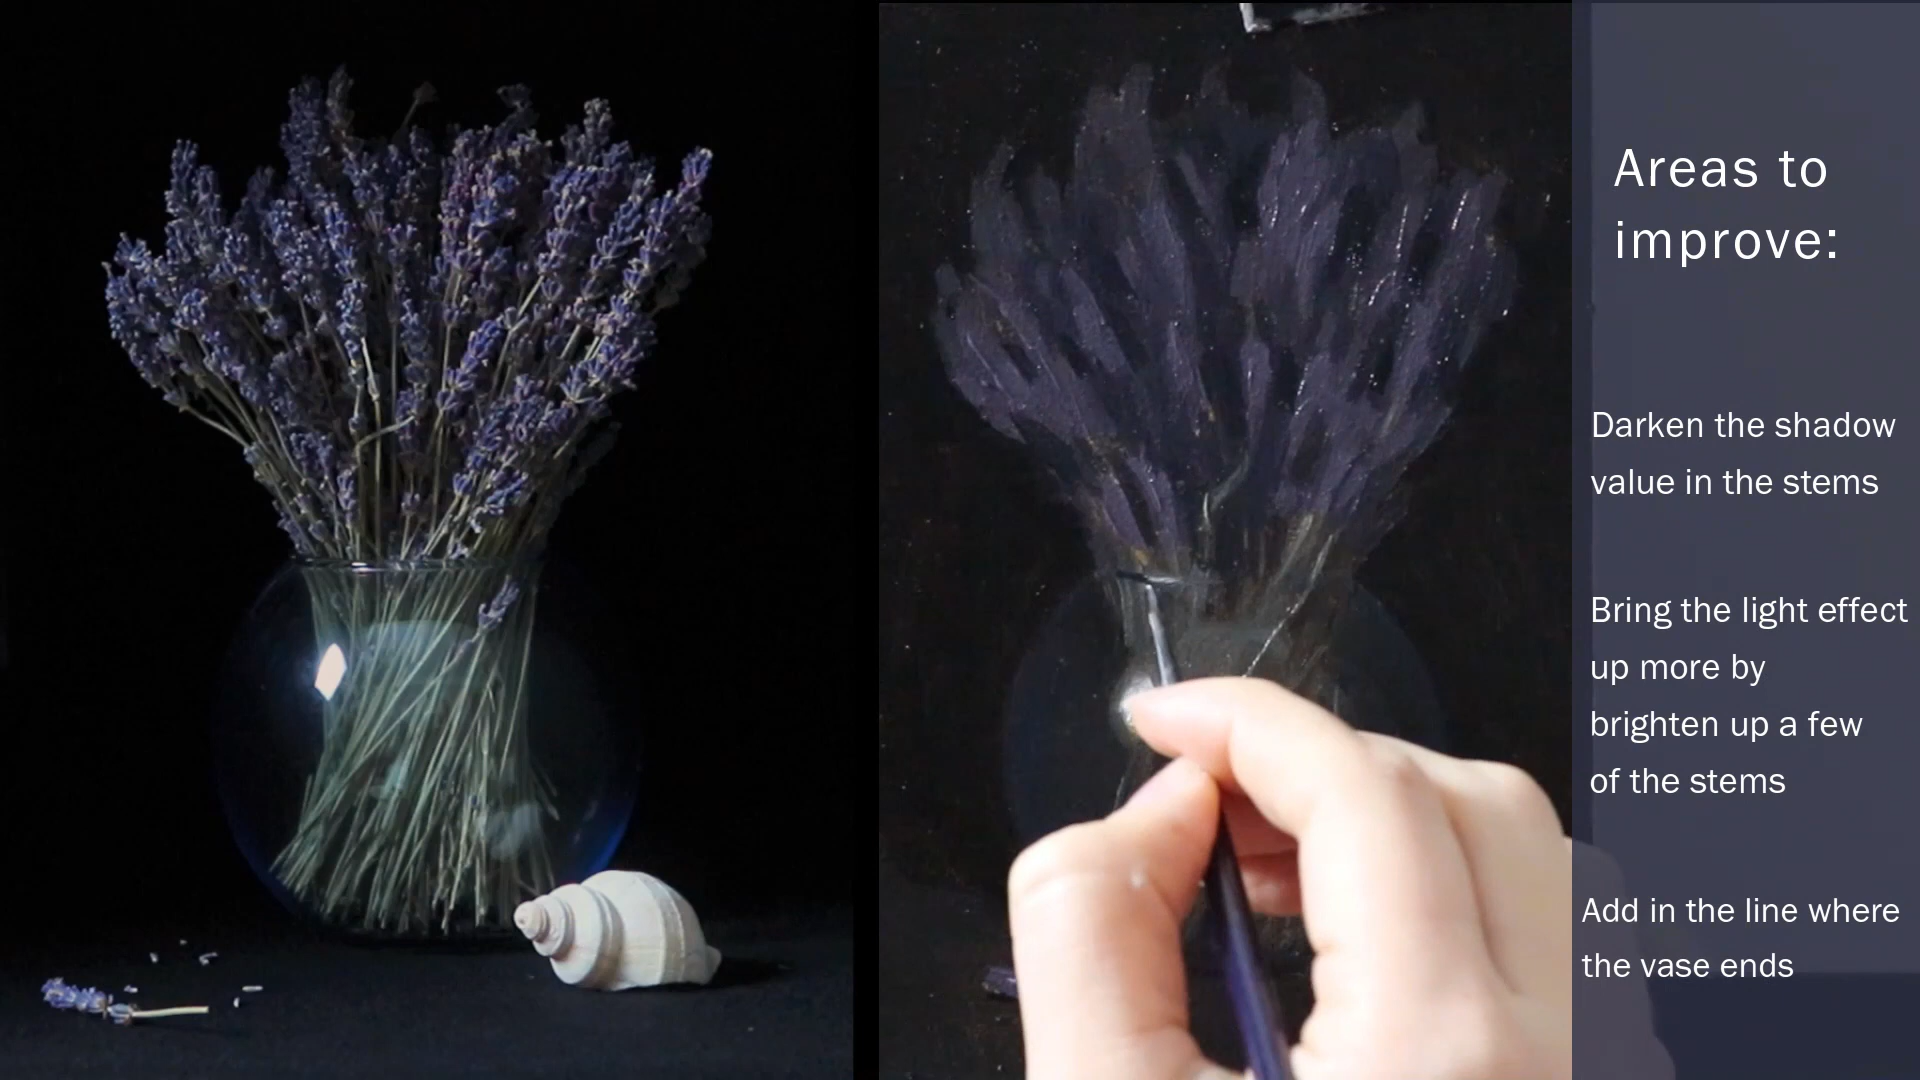 Areas to
improve:
Darken the shadow
value in the stems
Bring the light effect
up more by
brighten up a few
of the stems
Add in the line where
the vase ends